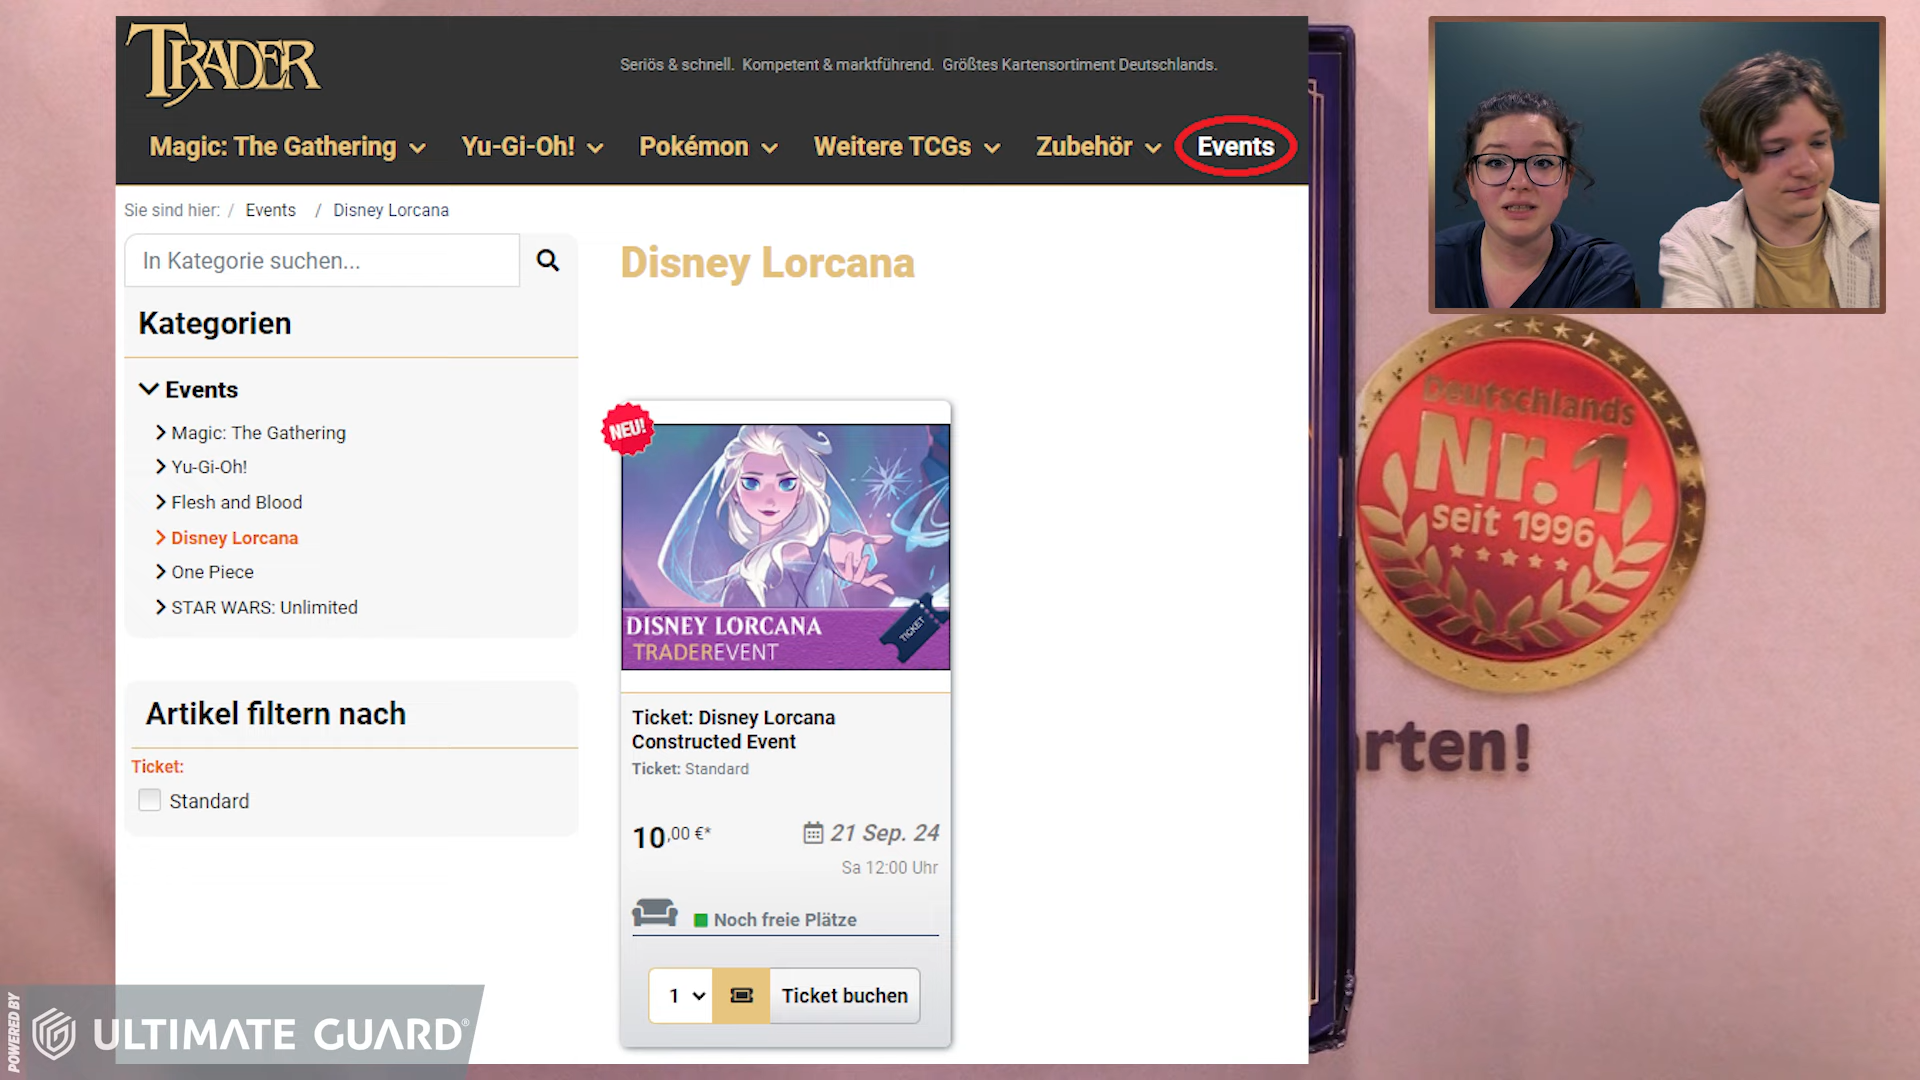 TRADER
Seriös & schnell. Kompetent & marktführend. Größtes Kartensortiment Deutschlands.
Magic: The Gathering Yu-Gi-Oh! Pokémon Weitere TCGs Zubehör Events
Sie sind hier: / Events / Disney Lorcana
In Kategorie suchen...
Kategorien
Events
Magic: The Gathering
Yu-Gi-Oh!
Flesh and Blood
Disney Lorcana
One Piece
STAR WARS: Unlimited
Artikel filtern nach
Ticket:
Standard
Disney Lorcana
NEU!
DISNEY LORCANA
TRADEREVENT
TICKET
Ticket: Disney Lorcana
Constructed Event
Ticket: Standard
10,00 €*
21 Sep. 24
Sa 12:00 Uhr
Noch freie Plätze
1
Ticket buchen
Deutschlands
Nr. 1
seit 1996
rten!
POWERED BY
ULTIMATE GUARD®